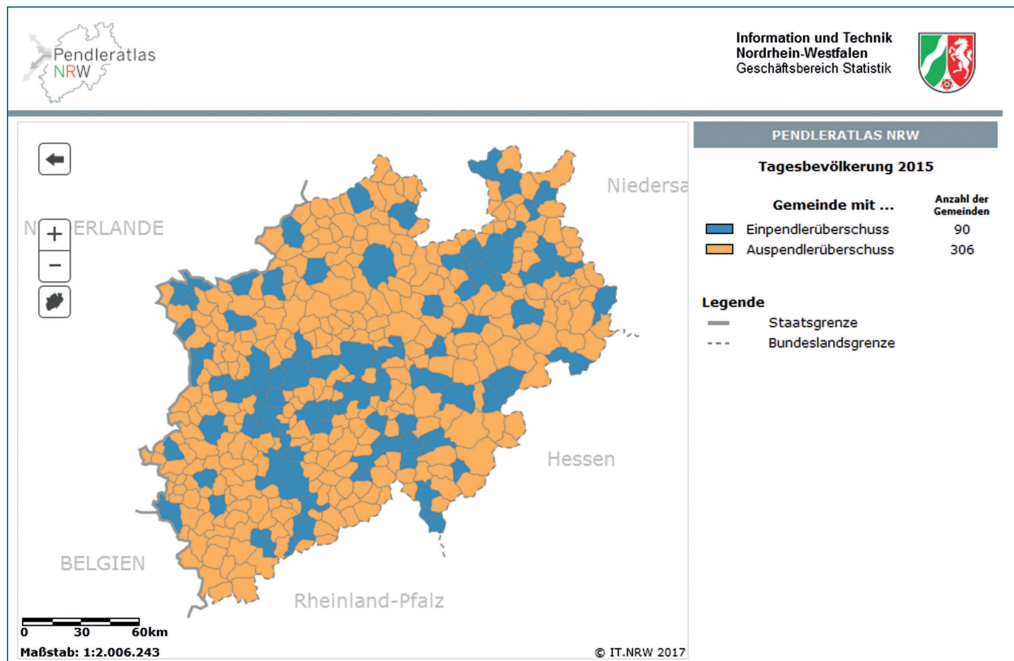 Pendleratlas
NRW
Information und Technik
Nordrhein-Westfalen
Geschäftsbereich Statistik
PENDLERATLAS NRW
Tagesbevölkerung 2015
Gemeinde mit ... Anzahl der Gemeinden
Einpendlerüberschuss 90
Auspendlerüberschuss 306
Legende
Staatsgrenze
Bundeslandsgrenze
Niedersa
N ERLANDE
+
−
Hessen
BELGIEN
Rheinland-Pfalz
0 30 60km
Maßstab: 1:2.006.243
© IT.NRW 2017